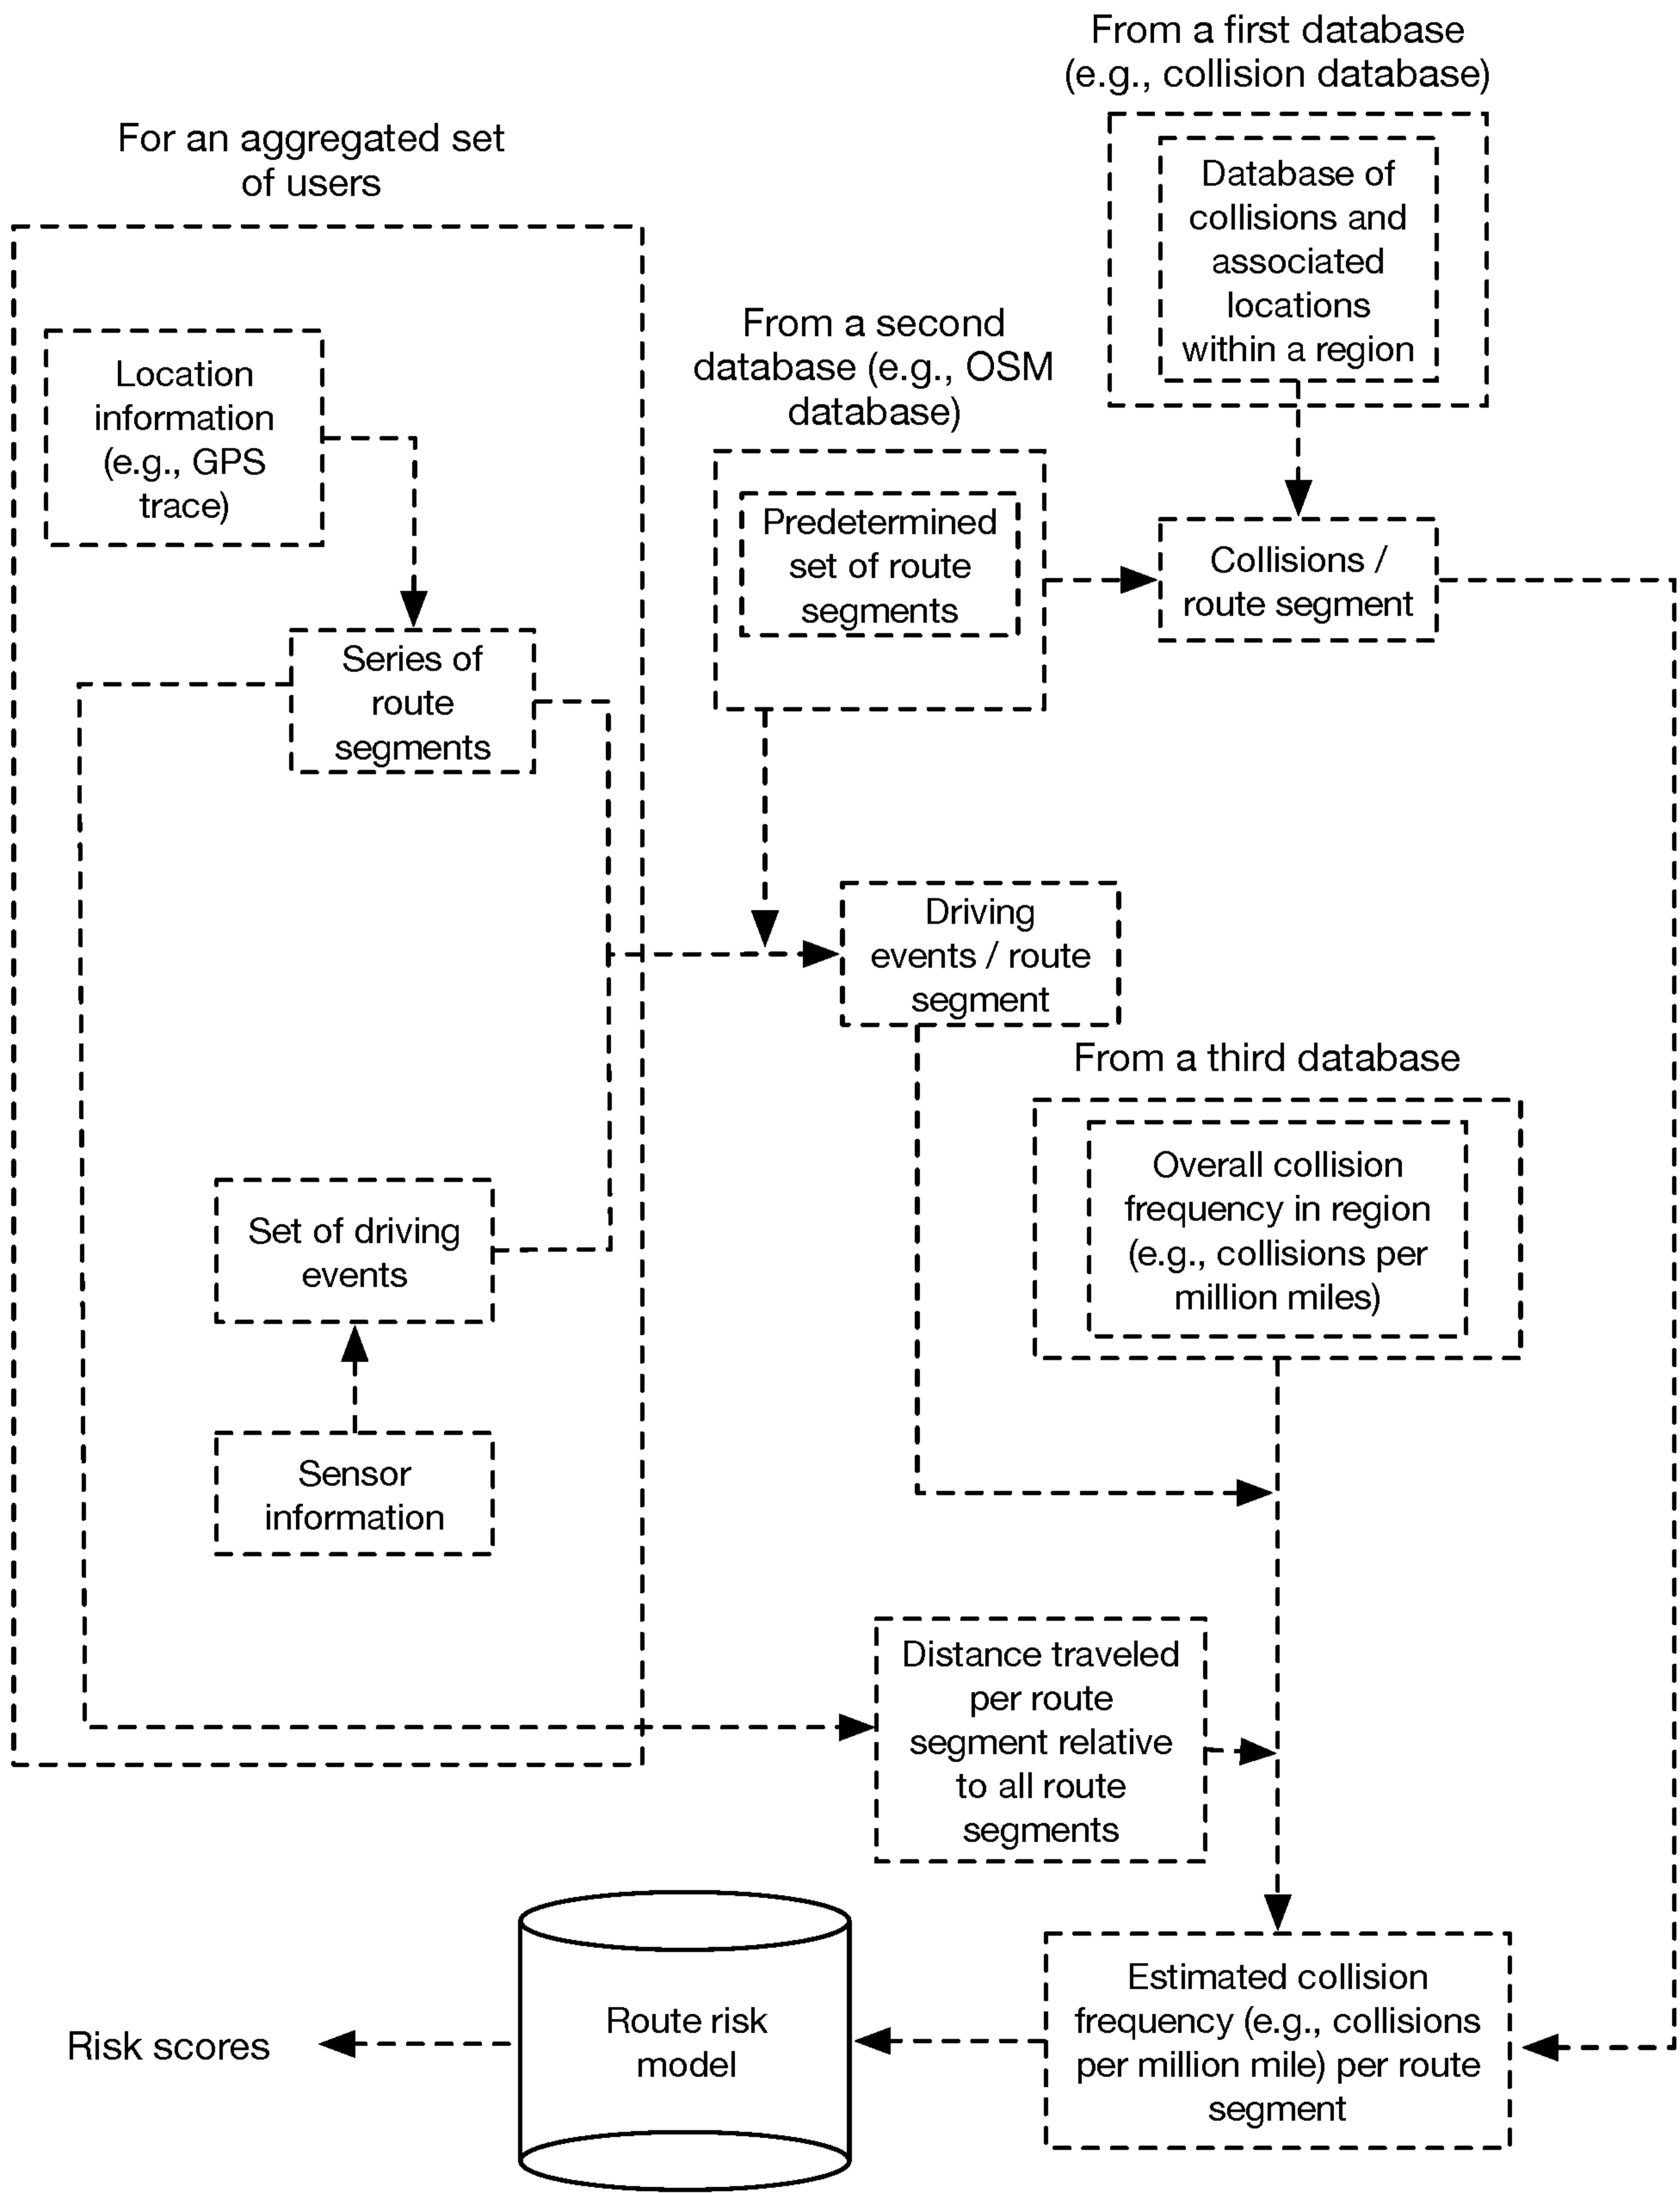 From a first database
(e.g., collision database)
Database of
collisions and
associated
locations
within a region
For an aggregated set
of users
Location
information
(e.g., GPS
trace)
From a second
database (e.g., OSM
database)
Predetermined
set of route
segments
Collisions /
route segment
Series of
route
segments
Driving
events / route
segment
From a third database
Overall collision
frequency in region
(e.g., collisions per
million miles)
Set of driving
events
Sensor
information
Distance traveled
per route
segment relative
to all route
segments
Estimated collision
frequency (e.g., collisions
per million mile) per route
segment
Route risk
model
Risk scores